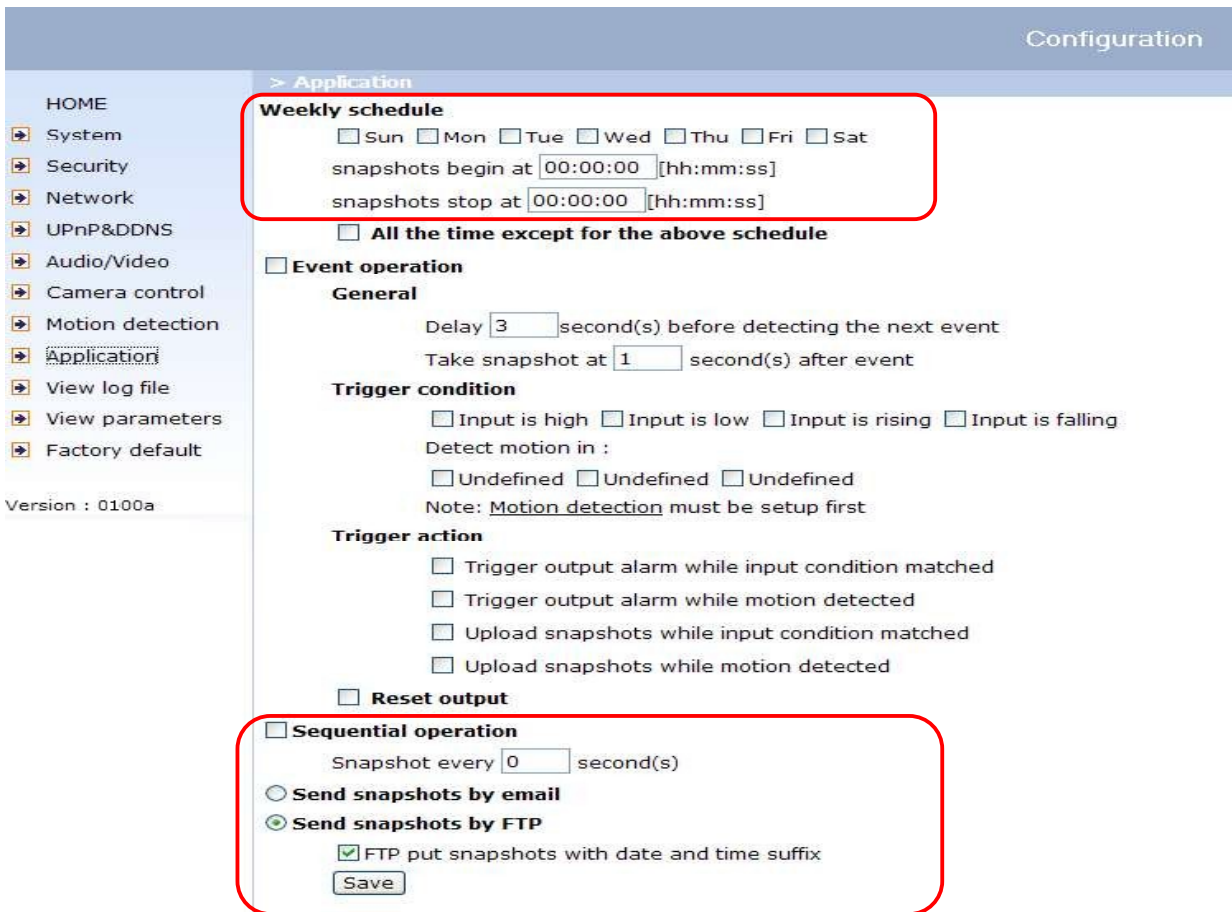 Configuration
> Application
HOME
System
Security
Network
UPnP&DDNS
Audio/Video
Camera control
Motion detection
Application
View log file
View parameters
Factory default
Version : 0100a
Weekly schedule
Sun Mon Tue Wed Thu Fri Sat
snapshots begin at 00:00:00 [hh:mm:ss]
snapshots stop at 00:00:00 [hh:mm:ss]
All the time except for the above schedule
Event operation
General
Delay 3 second(s) before detecting the next event
Take snapshot at 1 second(s) after event
Trigger condition
Input is high Input is low Input is rising Input is falling
Detect motion in :
Undefined Undefined Undefined
Note: Motion detection must be setup first
Trigger action
Trigger output alarm while input condition matched
Trigger output alarm while motion detected
Upload snapshots while input condition matched
Upload snapshots while motion detected
Reset output
Sequential operation
Snapshot every 0 second(s)
Send snapshots by email
Send snapshots by FTP
FTP put snapshots with date and time suffix
Save